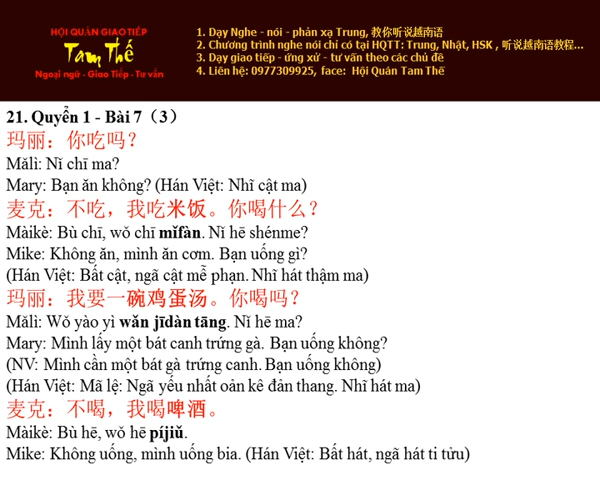 HỘI QUÁN GIAO TIẾP
Tam Thế
Ngoại ngữ - Giao Tiếp - Tư vấn
1. Dạy Nghe - nói - phản xạ Trung, 教你听说越南语
2. Chương trình nghe nói chỉ có tại HQTT: Trung, Nhật, HSK , 听说越南语教程...
3. Dạy giao tiếp - ứng xử - tư vấn theo các chủ đề
4. Liên hệ: 0977309925, face: Hội Quán Tam Thế
21. Quyển 1 - Bài 7（3）
玛丽：你吃吗？
Mǎlì: Nǐ chī ma?
Mary: Bạn ăn không? (Hán Việt: Nhĩ cật ma)
麦克：不吃，我吃米饭。你喝什么？
Màikè: Bù chī, wǒ chī mǐfàn. Nǐ hē shénme?
Mike: Không ăn, mình ăn cơm. Bạn uống gì?
(Hán Việt: Bất cật, ngã cật mễ phạn. Nhĩ hát thậm ma)
玛丽：我要一碗鸡蛋汤。你喝吗？
Mǎlì: Wǒ yào yì wǎn jīdàn tāng. Nǐ hē ma?
Mary: Mình lấy một bát canh trứng gà. Bạn uống không?
(NV: Mình cần một bát gà trứng canh. Bạn uống không)
(Hán Việt: Mã lệ: Ngã yếu nhất oản kê đản thang. Nhĩ hát ma)
麦克：不喝，我喝啤酒。
Màikè: Bù hē, wǒ hē píjiǔ.
Mike: Không uống, mình uống bia. (Hán Việt: Bất hát, ngã hát ti tửu)